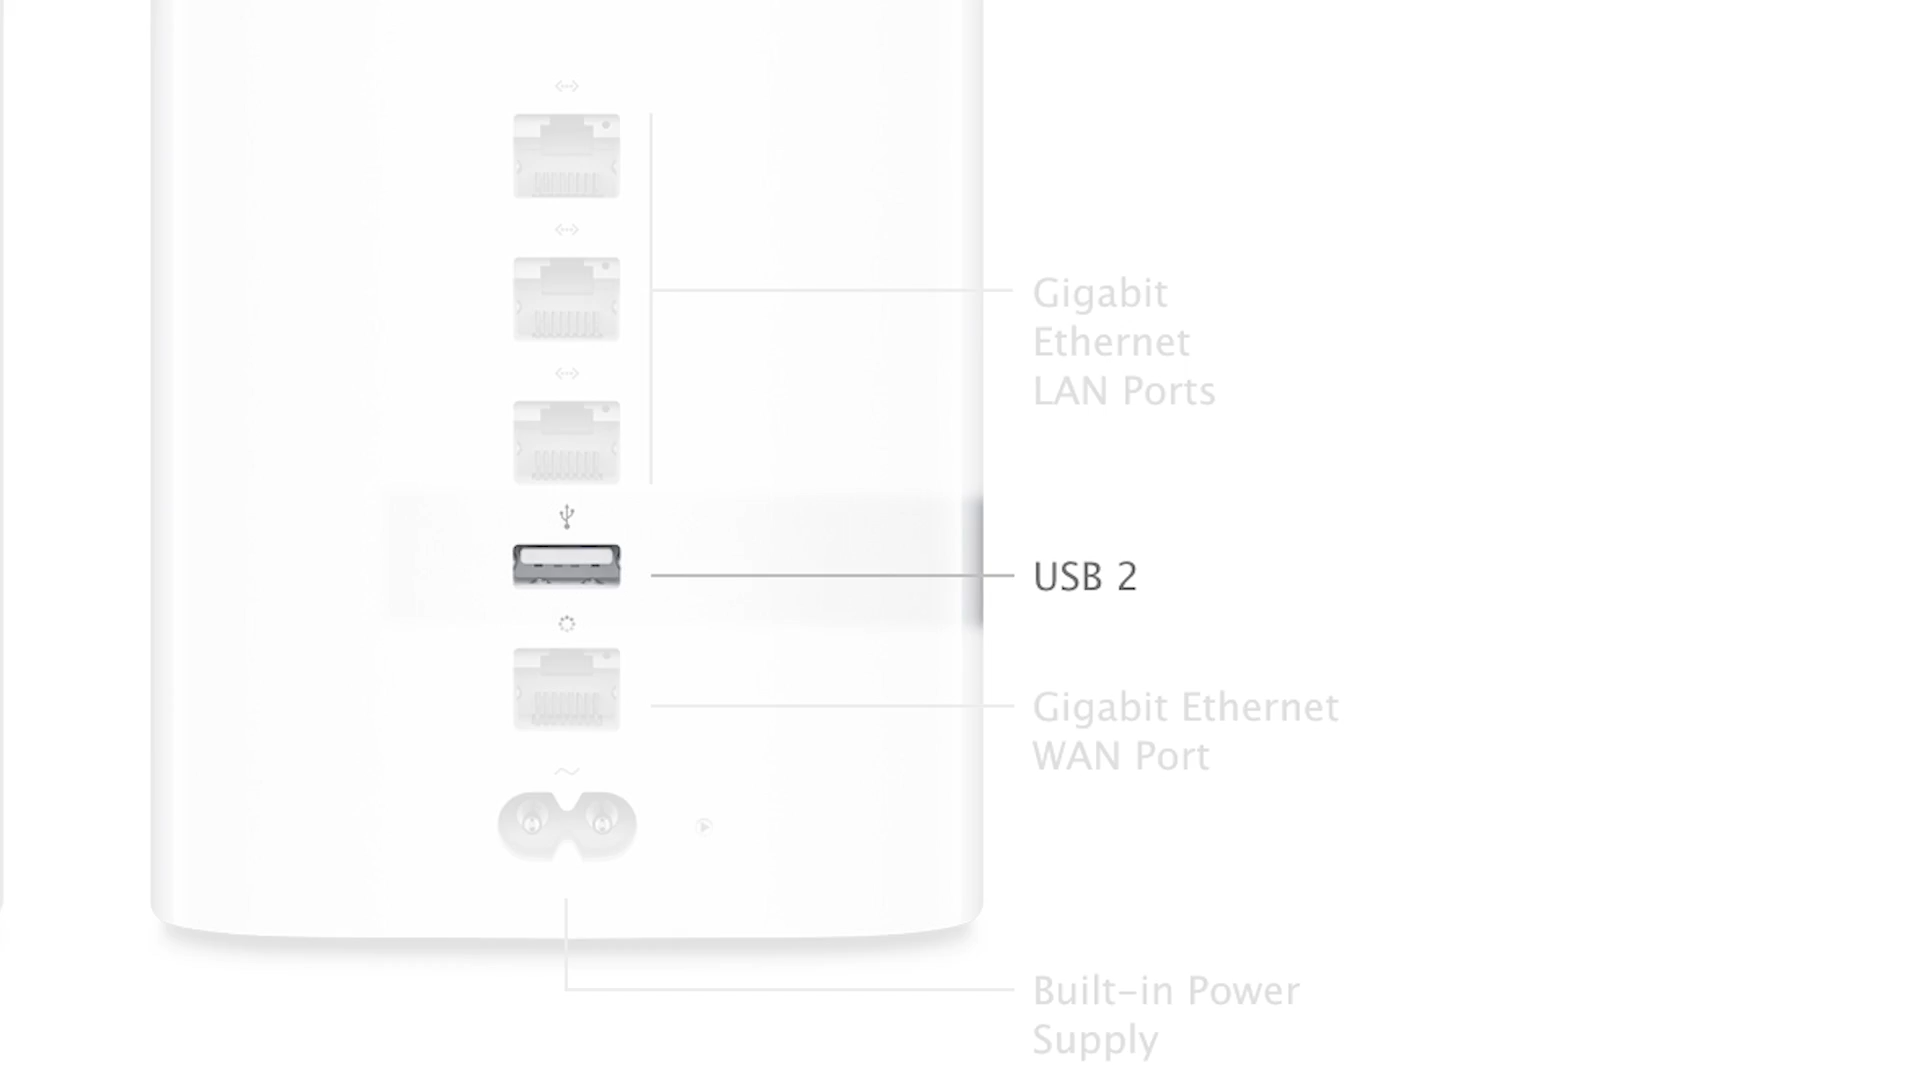 Gigabit
Ethernet
LAN Ports
USB 2
Gigabit Ethernet
WAN Port
Built-in Power
Supply